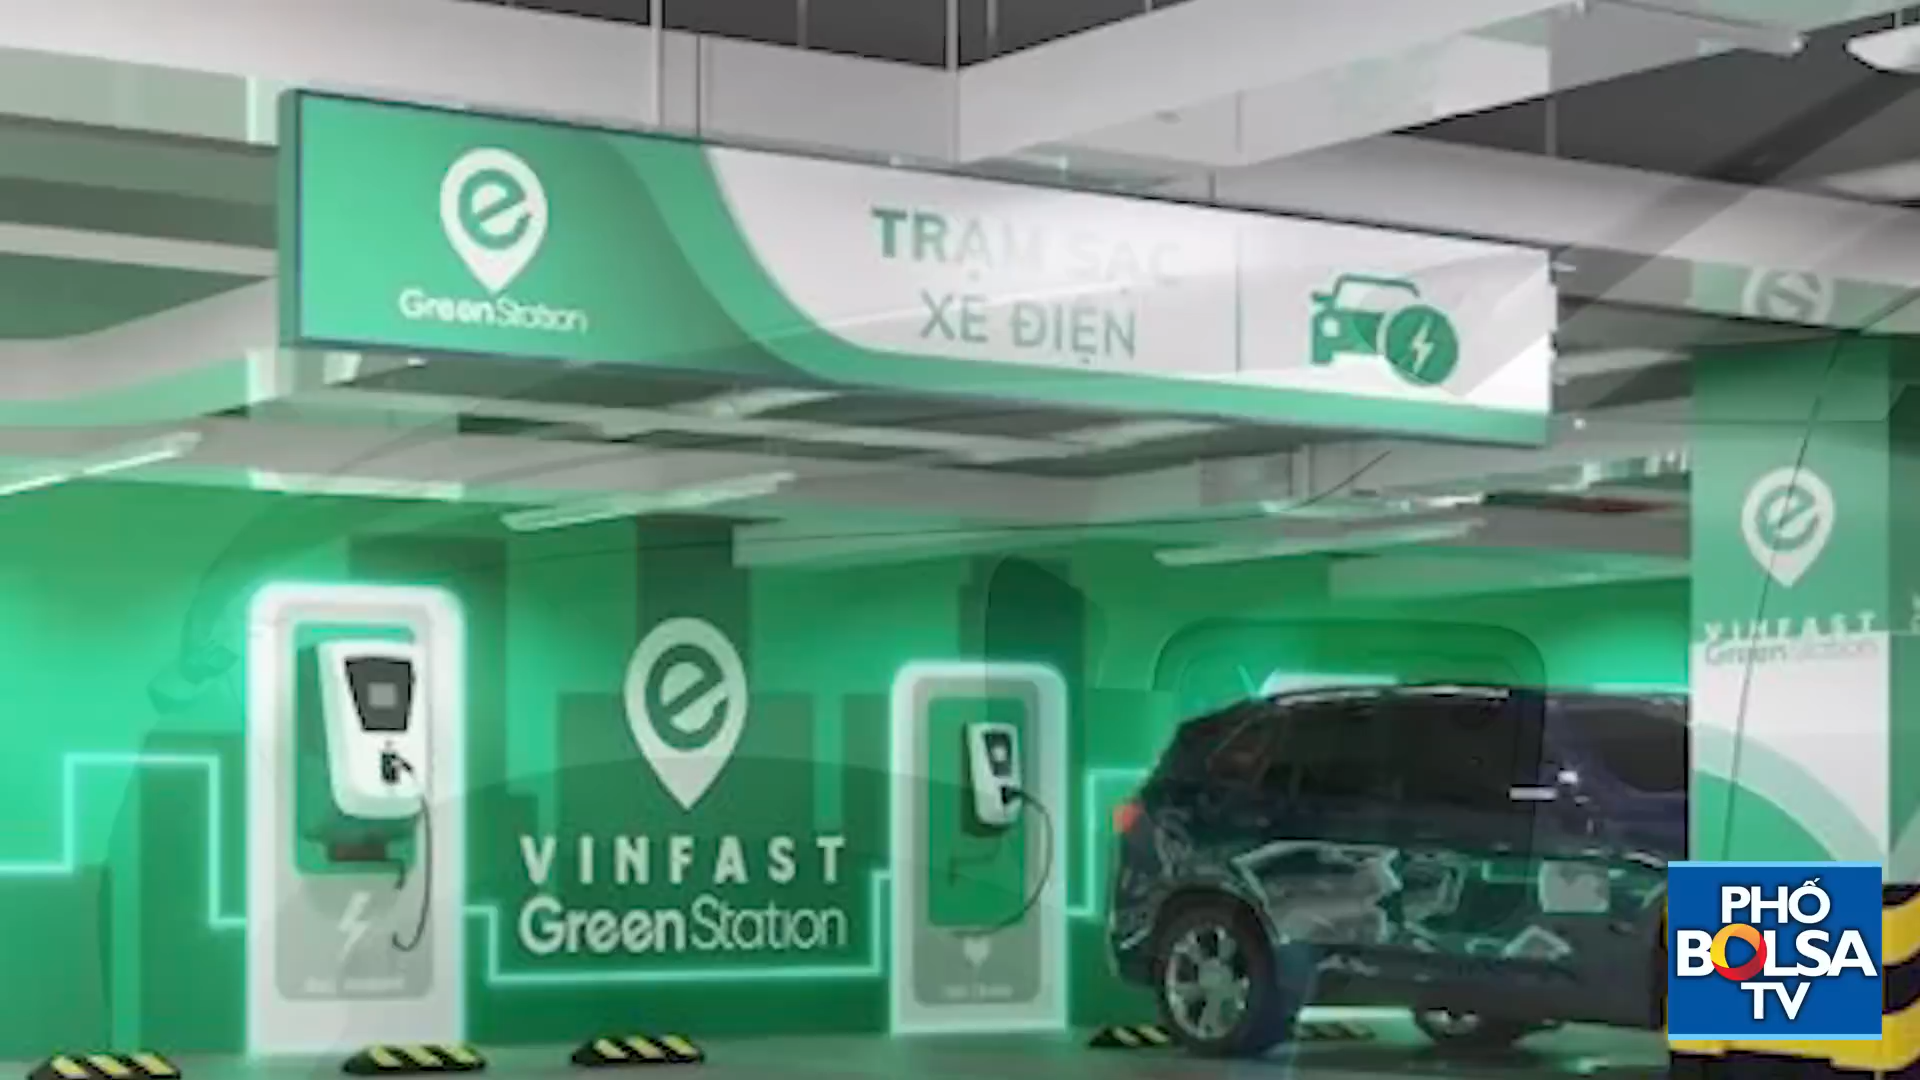 GreenStation
TRẠM SẠC
XE ĐIỆN
VINFAST
GreenStation
VINFAST
GreenStation
PHỐ
BOLSA
TV